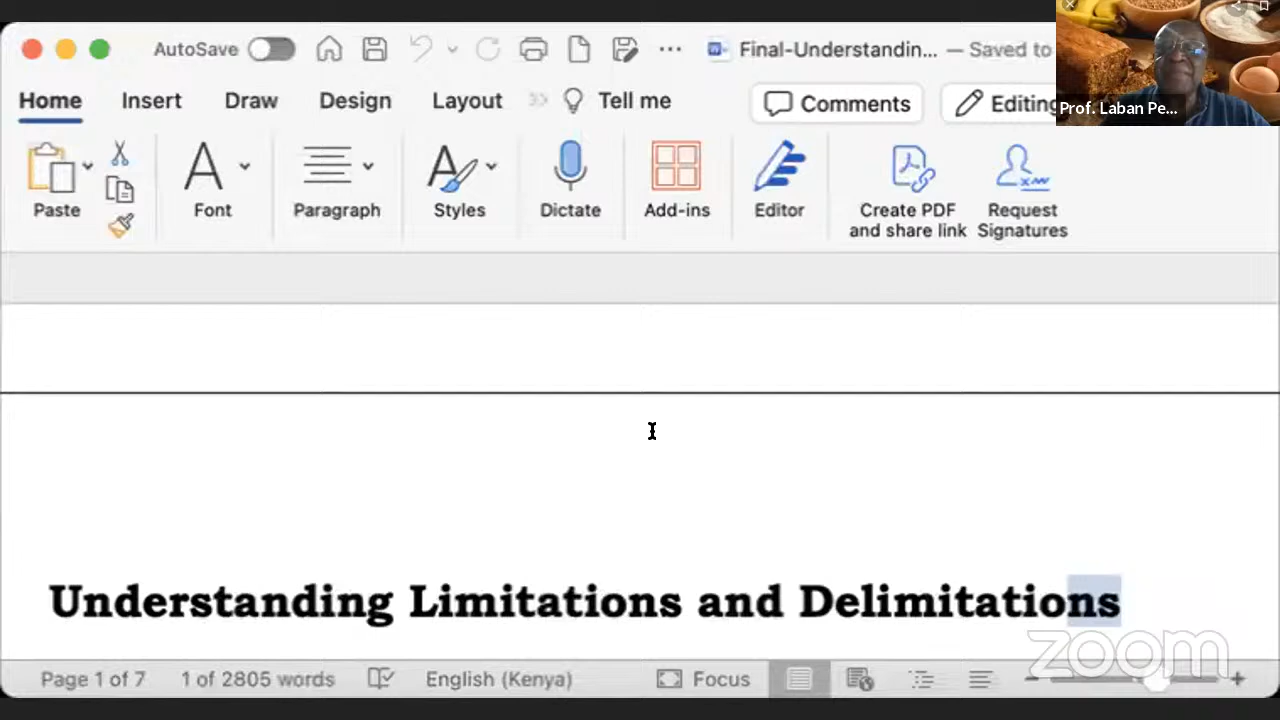 AutoSave
Final-Understandin... — Saved to
Home Insert Draw Design Layout Tell me Comments Editing
Prof. Laban Pe...
Paste Font Paragraph Styles Dictate Add-ins Editor Create PDF and share link Request Signatures
Understanding Limitations and Delimitations
zoom
Page 1 of 7 1 of 2805 words English (Kenya) Focus